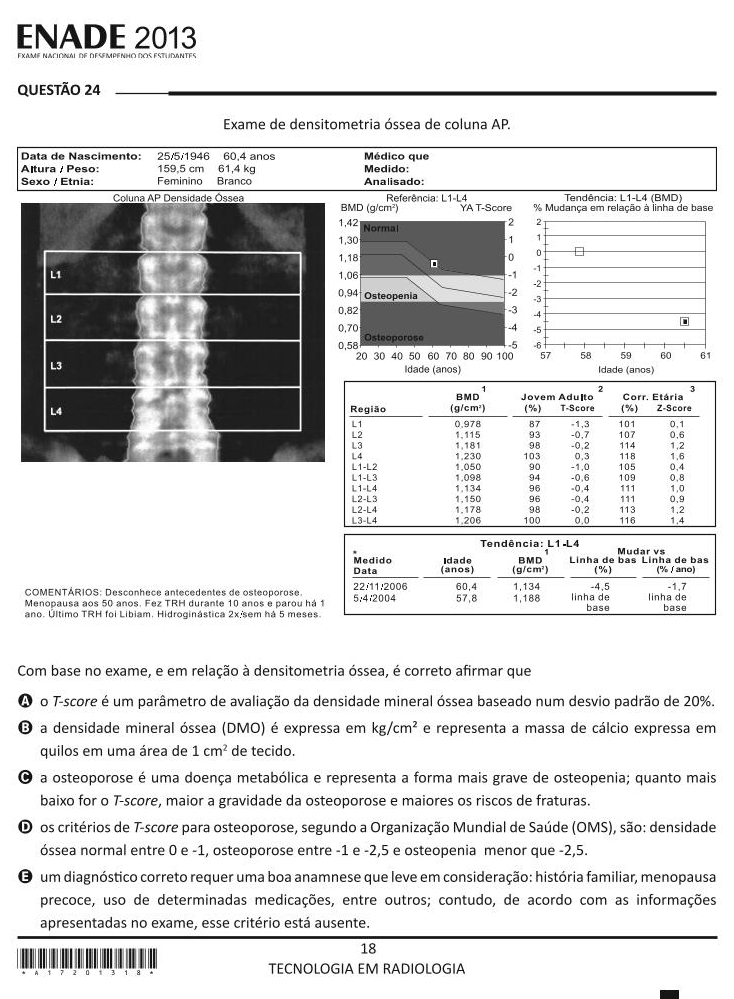 ENADE 2013
EXAME NACIONAL DE DESEMPENHO DOS ESTUDANTES
QUESTÃO 24
Exame de densitometria óssea de coluna AP.
Data de Nascimento: 25/5/1946 60,4 anos Médico que
Altura / Peso: 159,5 cm 61,4 kg Medido:
Sexo / Etnia: Feminino Branco Analisado:
Coluna AP Densidade Óssea
L1
L2
L3
L4
Referência: L1-L4
BMD (g/cm²) YA T-Score
1,42 Normal 2
1,30 1
1,18 0
1,06 -1
0,94 Osteopenia -2
0,82 -3
0,70 -4
0,58 Osteoporose -5
20 30 40 50 60 70 80 90 100
Idade (anos)
Tendência: L1-L4 (BMD)
% Mudança em relação à linha de base
2
1
0
-1
-2
-3
-4
-5
-6
57 58 59 60 61
Idade (anos)
1 2 3
BMD Jovem Adulto Corr. Etária
Região (g/cm²) (%) T-Score (%) Z-Score
L1 0,978 87 -1,3 101 0,1
L2 1,115 93 -0,7 107 0,6
L3 1,181 98 -0,2 114 1,2
L4 1,230 103 0,3 118 1,6
L1-L2 1,050 90 -1,0 105 0,4
L1-L3 1,098 94 -0,6 109 0,8
L1-L4 1,134 96 -0,4 111 1,0
L2-L3 1,150 96 -0,4 111 0,9
L2-L4 1,178 98 -0,2 113 1,2
L3-L4 1,206 100 0,0 116 1,4
Tendência: L1-L4
* 1 Mudar vs
Medido Idade BMD Linha de bas Linha de bas
Data (anos) (g/cm²) (%) (% / ano)
22/11/2006 60,4 1,134 -4,5 -1,7
5/4/2004 57,8 1,188 linha de linha de
base base
COMENTÁRIOS: Desconhece antecedentes de osteoporose.
Menopausa aos 50 anos. Fez TRH durante 10 anos e parou há 1
ano. Último TRH foi Libiam. Hidroginástica 2x/sem há 5 meses.
Com base no exame, e em relação à densitometria óssea, é correto afirmar que
A o T-score é um parâmetro de avaliação da densidade mineral óssea baseado num desvio padrão de 20%.
B a densidade mineral óssea (DMO) é expressa em kg/cm² e representa a massa de cálcio expressa em
quilos em uma área de 1 cm² de tecido.
C a osteoporose é uma doença metabólica e representa a forma mais grave de osteopenia; quanto mais
baixo for o T-score, maior a gravidade da osteoporose e maiores os riscos de fraturas.
D os critérios de T-score para osteoporose, segundo a Organização Mundial de Saúde (OMS), são: densidade
óssea normal entre 0 e -1, osteoporose entre -1 e -2,5 e osteopenia menor que -2,5.
E um diagnóstico correto requer uma boa anamnese que leve em consideração: história familiar, menopausa
precoce, uso de determinadas medicações, entre outros; contudo, de acordo com as informações
apresentadas no exame, esse critério está ausente.
18
TECNOLOGIA EM RADIOLOGIA
* A 1 7 2 0 1 3 1 8 *